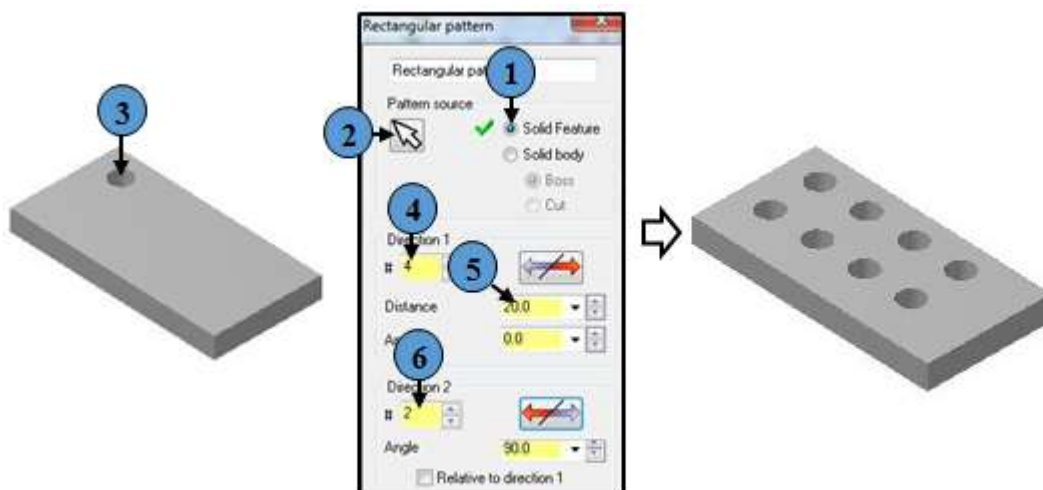 Rectangular pattern
Rectangular pat
1
Pattern source
3
2
Solid Feature
Solid body
Boss
Cut
4
Direction 1
# 4
5
Distance 20.0
0.0
6
Direction 2
# 2
Angle 90.0
Relative to direction 1